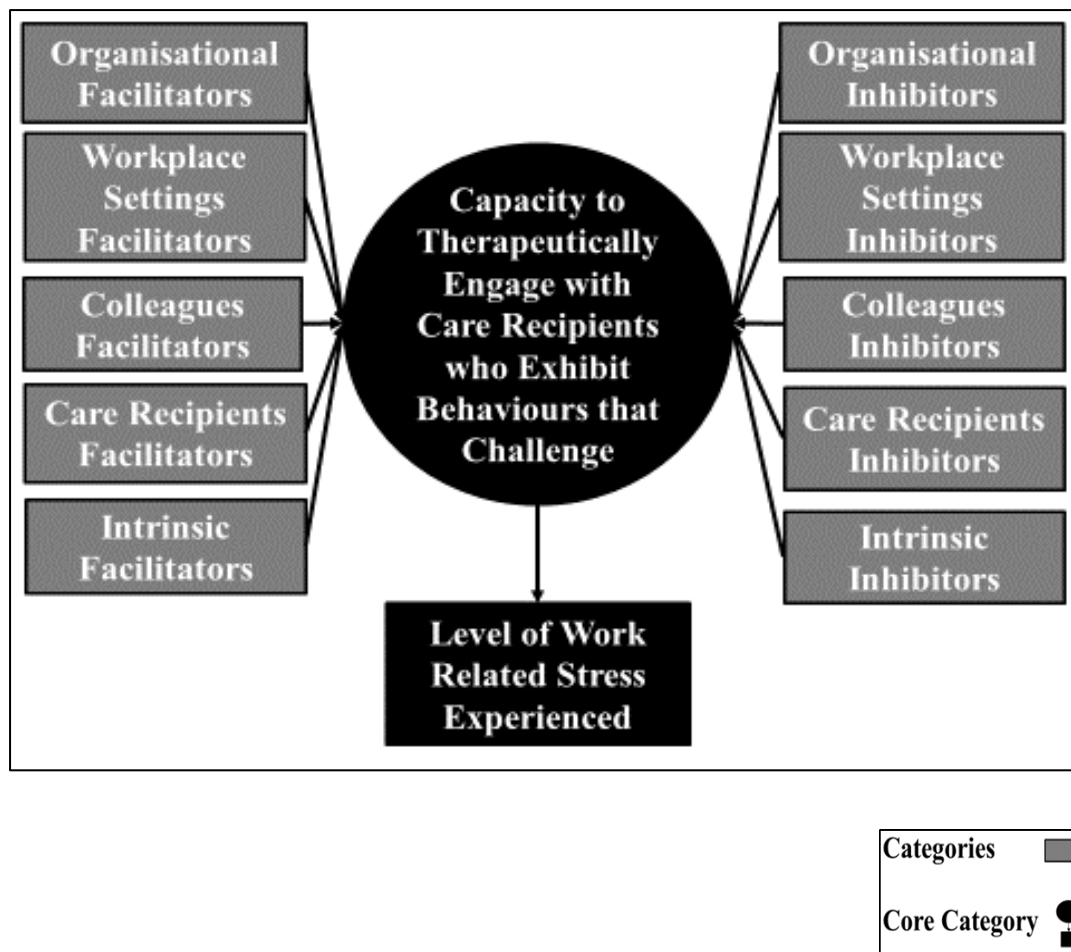 Organisational
Facilitators
Workplace
Settings
Facilitators
Colleagues
Facilitators
Care Recipients
Facilitators
Intrinsic
Facilitators
Capacity to
Therapeutically
Engage with
Care Recipients
who Exhibit
Behaviours that
Challenge
Level of Work
Related Stress
Experienced
Organisational
Inhibitors
Workplace
Settings
Inhibitors
Colleagues
Inhibitors
Care Recipients
Inhibitors
Intrinsic
Inhibitors
Categories
Core Category